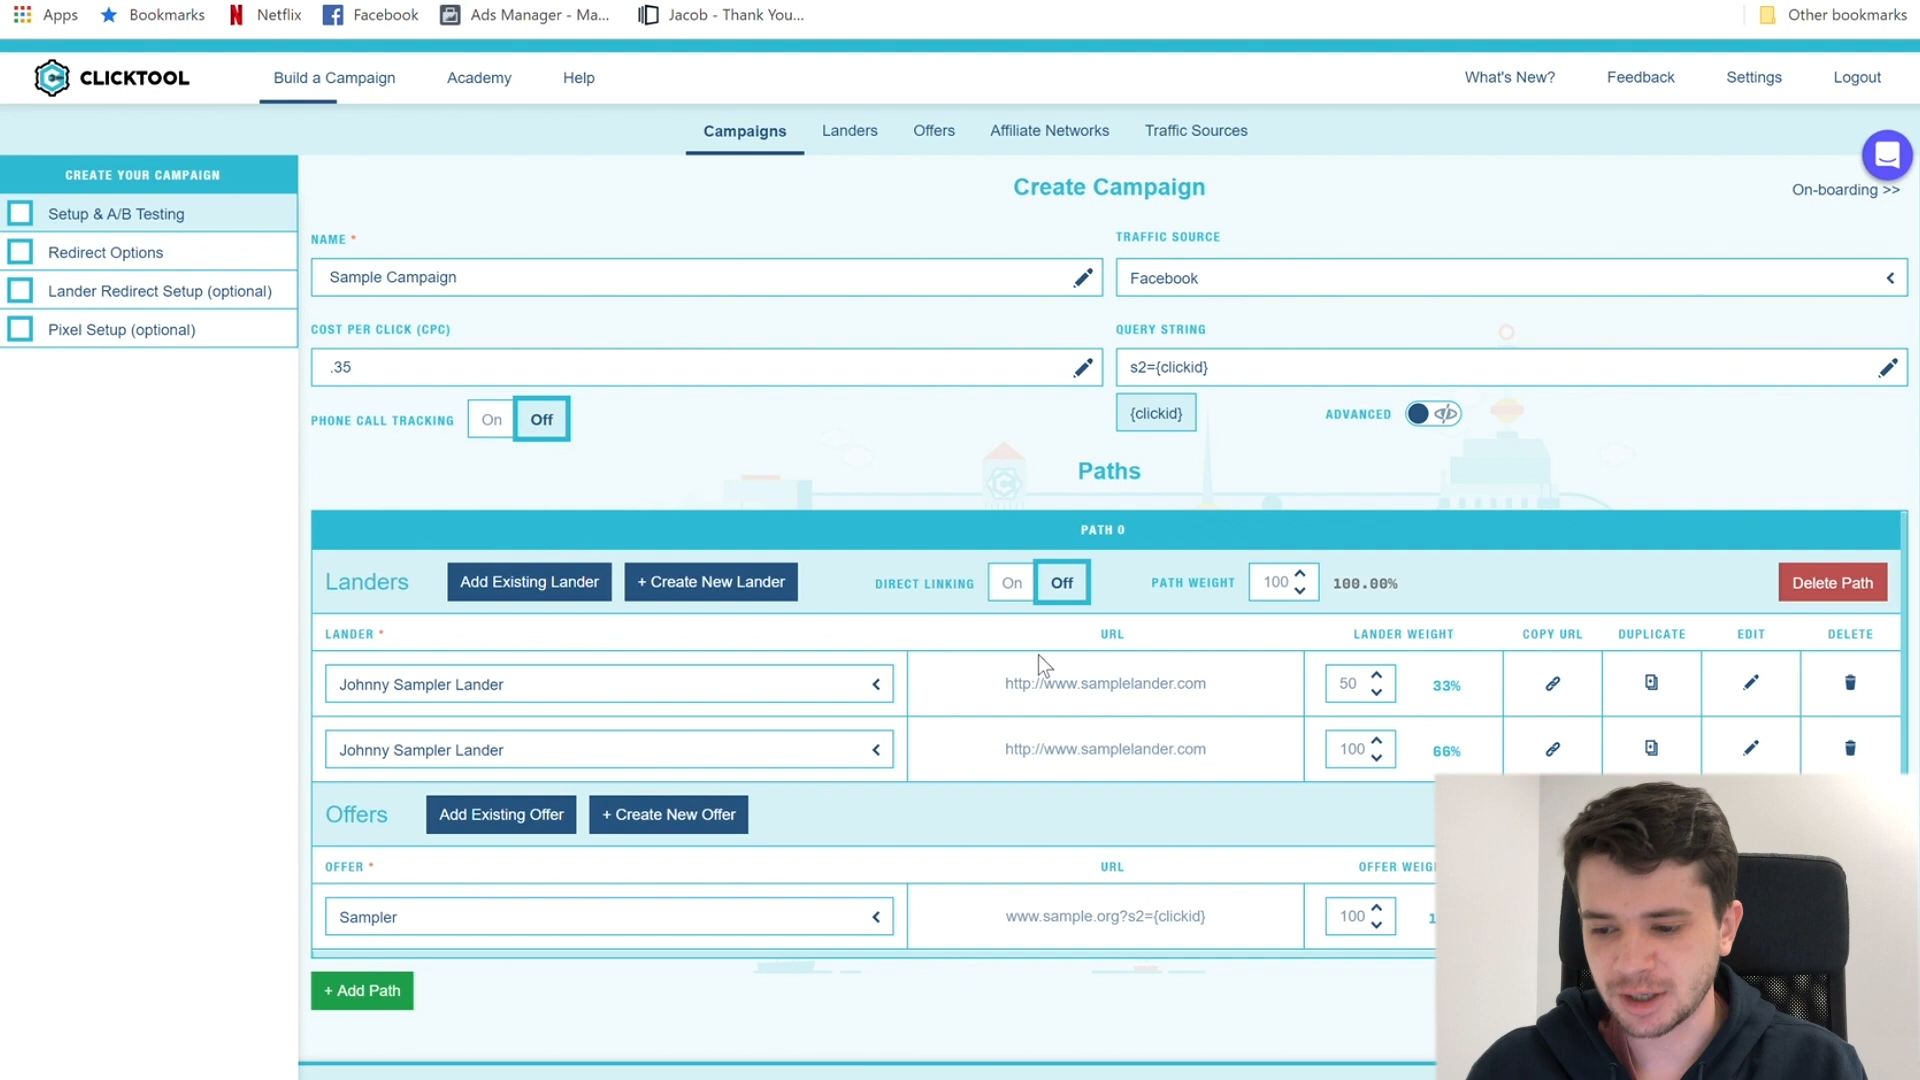 Apps
Bookmarks
Netflix
Facebook
Ads Manager - Ma...
Jacob - Thank You...
Other bookmarks
CLICKTOOL
Build a Campaign
Academy
Help
What's New?
Feedback
Settings
Logout
Campaigns
Landers
Offers
Affiliate Networks
Traffic Sources
CREATE YOUR CAMPAIGN
Setup & A/B Testing
Redirect Options
Lander Redirect Setup (optional)
Pixel Setup (optional)
Create Campaign
On-boarding >>
NAME *
TRAFFIC SOURCE
Sample Campaign
Facebook
COST PER CLICK (CPC)
QUERY STRING
.35
s2={clickid}
PHONE CALL TRACKING
On
Off
{clickid}
ADVANCED
Paths
PATH 0
Landers
Add Existing Lander
+ Create New Lander
DIRECT LINKING
On
Off
PATH WEIGHT
100
100.00%
Delete Path
LANDER *
URL
LANDER WEIGHT
COPY URL
DUPLICATE
EDIT
DELETE
Johnny Sampler Lander
http://www.samplelander.com
50
33%
Johnny Sampler Lander
http://www.samplelander.com
100
66%
Offers
Add Existing Offer
+ Create New Offer
OFFER *
URL
OFFER WEIG
Sampler
www.sample.org?s2={clickid}
100
1
+ Add Path